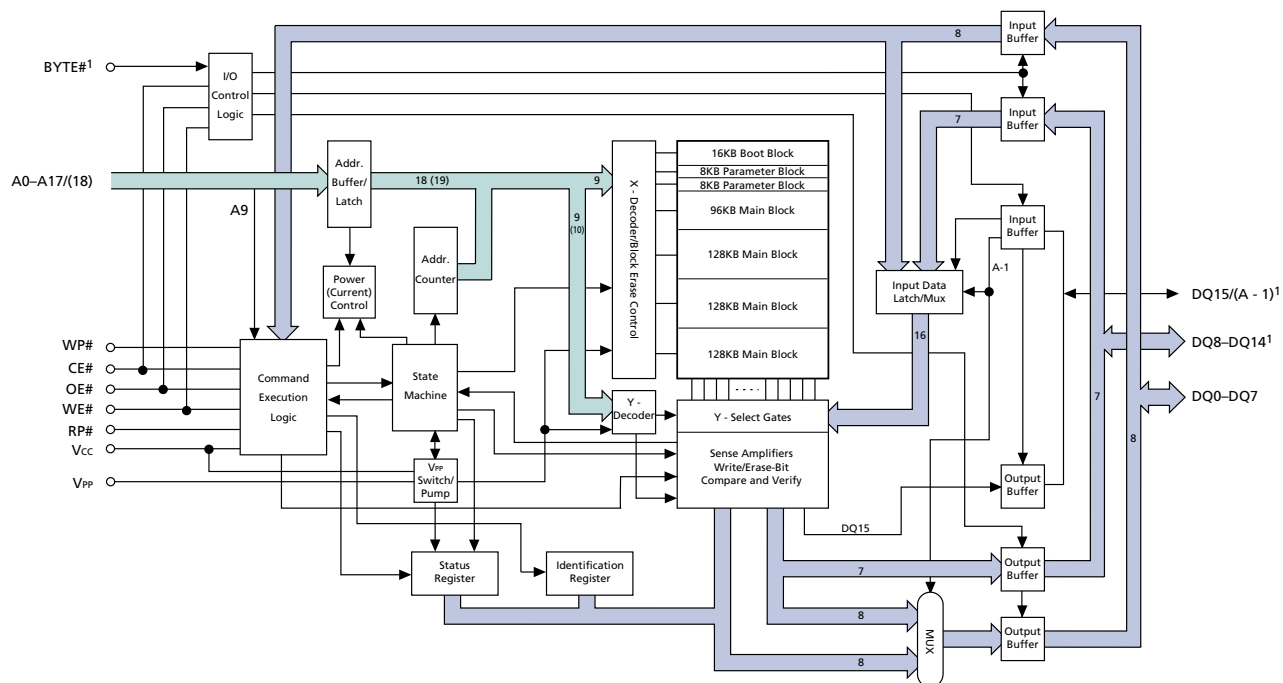 BYTE#1
I/O
Control
Logic
8
Input
Buffer
7
Input
Buffer
A0–A17/(18)
Addr.
Buffer/
Latch
18 (19)
9
9
(10)
A9
X - Decoder/Block Erase Control
16KB Boot Block
8KB Parameter Block
8KB Parameter Block
96KB Main Block
128KB Main Block
128KB Main Block
128KB Main Block
Input
Buffer
A-1
Addr.
Counter
Power
(Current)
Control
Input Data
Latch/Mux
16
DQ15/(A - 1)1
DQ8–DQ141
DQ0–DQ7
7
8
WP#
CE#
OE#
WE#
RP#
VCC
VPP
Command
Execution
Logic
State
Machine
VPP
Switch/
Pump
Y -
Decoder
- - - -
Y - Select Gates
Sense Amplifiers
Write/Erase-Bit
Compare and Verify
Output
Buffer
DQ15
Status
Register
Identification
Register
7
Output
Buffer
8
8
MUX
Output
Buffer